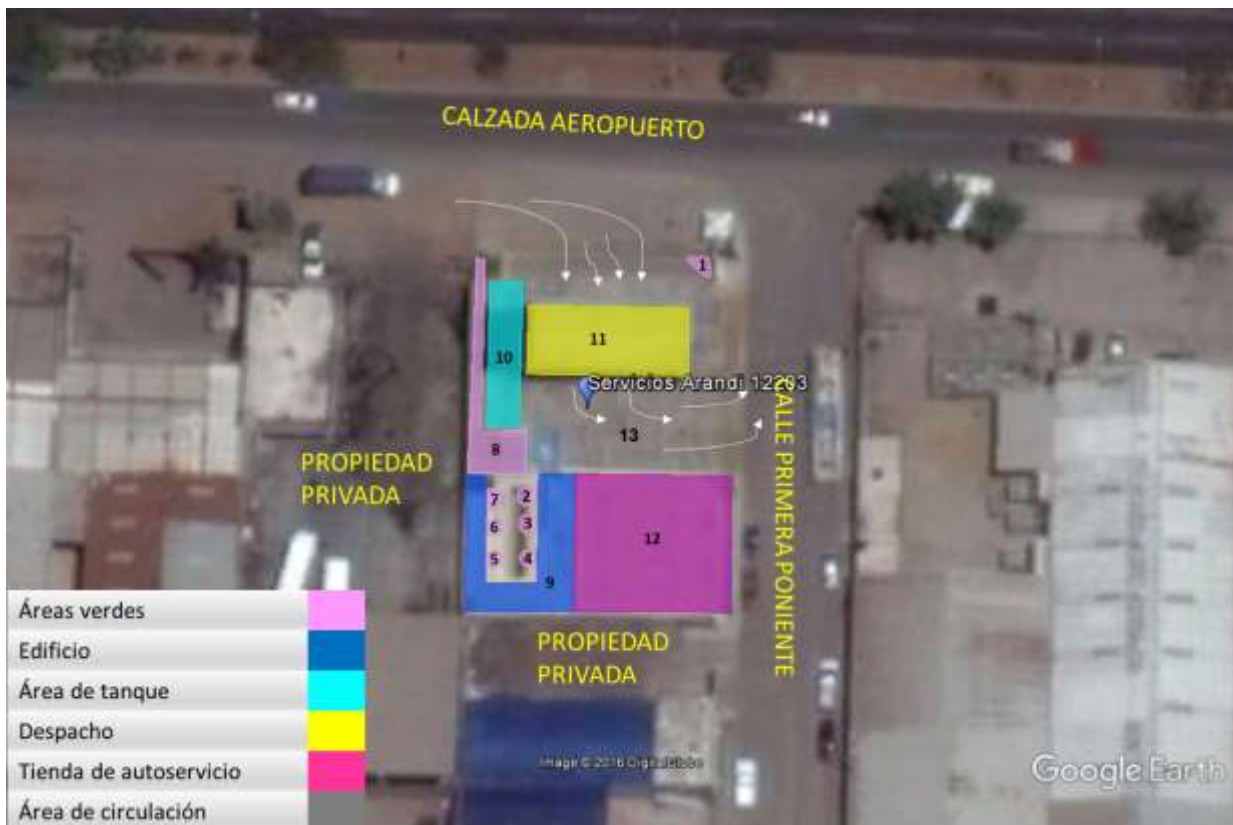 CALZADA AEROPUERTO
1
11
10
Servicios Arandi 12203
CALLE PRIMERA PONIENTE
13
8
PROPIEDAD
PRIVADA
7 2
6 3
5 4
9
12
PROPIEDAD
PRIVADA
Áreas verdes
Edificio
Área de tanque
Despacho
Tienda de autoservicio
Área de circulación
Image © 2016 DigitalGlobe
Google Earth